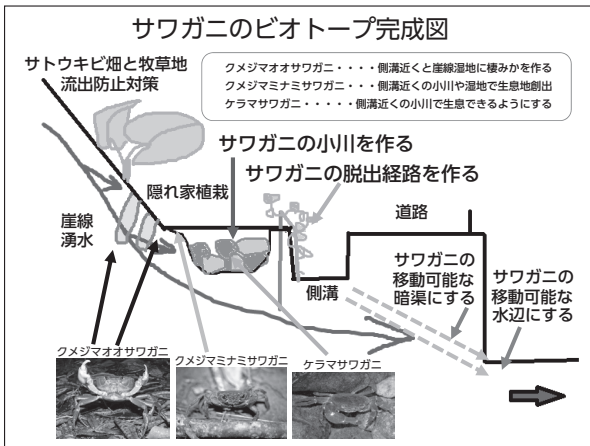 サワガニのビオトープ完成図
サトウキビ畑と牧草地
流出防止対策
クメジマオオサワガニ・・・・側溝近くと崖線湿地に棲みかを作る
クメジマミナミサワガニ・・・側溝近くの小川や湿地で生息地創出
ケラマサワガニ・・・・・側溝近くの小川で生息できるようにする
サワガニの小川を作る
サワガニの脱出経路を作る
隠れ家植栽
道路
崖線
湧水
側溝
サワガニの
移動可能な
暗渠にする
サワガニの
移動可能な
水辺にする
クメジマオオサワガニ
クメジマミナミサワガニ
ケラマサワガニ